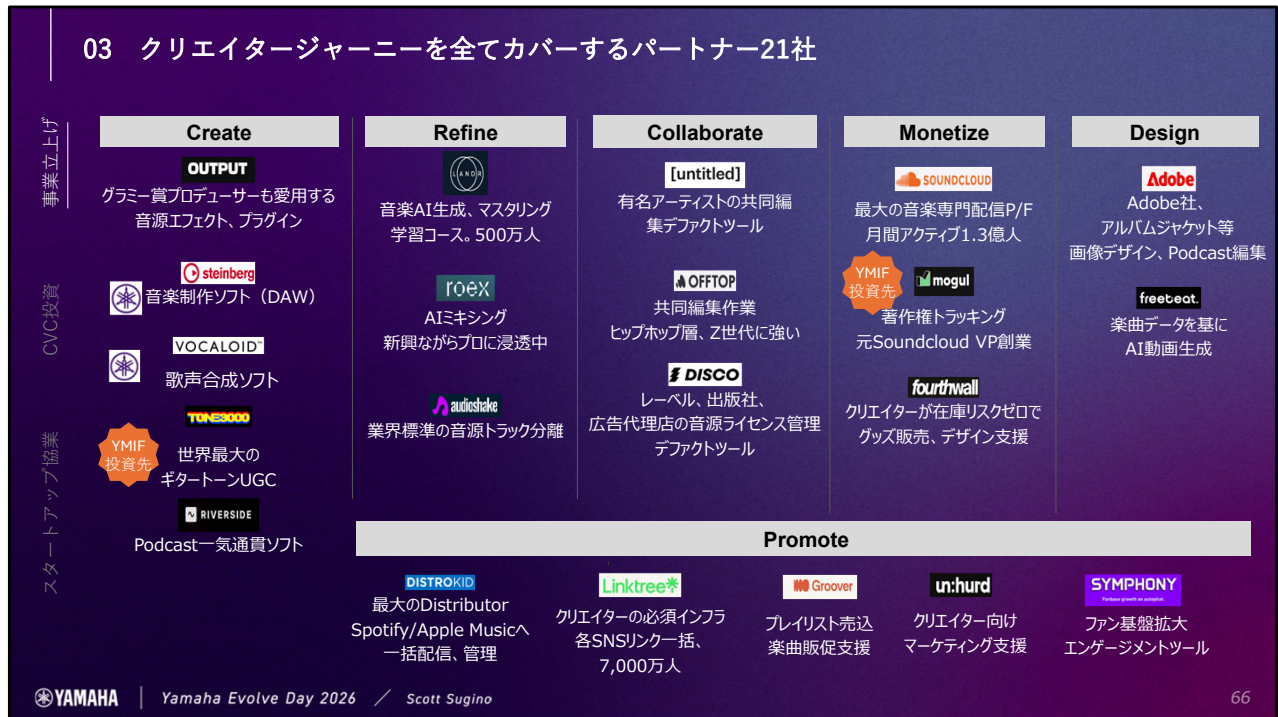 03 クリエイタージャーニーを全てカバーするパートナー21社
事業立上げ
CVC投資
スタートアップ協業
Create
OUTPUT
グラミー賞プロデューサーも愛用する
音源エフェクト、プラグイン
steinberg
音楽制作ソフト（DAW）
VOCALOID™
歌声合成ソフト
TONE3000
YMIF
投資先
世界最大の
ギタートーンUGC
RIVERSIDE
Podcast一気通貫ソフト
Refine
LANDR
音楽AI生成、マスタリング
学習コース。500万人
roex
AIミキシング
新興ながらプロに浸透中
audioshake
業界標準の音源トラック分離
Collaborate
[untitled]
有名アーティストの共同編
集デファクトツール
OFFTOP
共同編集作業
ヒップホップ層、Z世代に強い
DISCO
レーベル、出版社、
広告代理店の音源ライセンス管理
デファクトツール
Monetize
SOUNDCLOUD
最大の音楽専門配信P/F
月間アクティブ1.3億人
YMIF
投資先
mogul
著作権トラッキング
元Soundcloud VP創業
fourthwall
クリエイターが在庫リスクゼロで
グッズ販売、デザイン支援
Design
Adobe
Adobe社、
アルバムジャケット等
画像デザイン、Podcast編集
freebeat.
楽曲データを基に
AI動画生成
Promote
DISTROKID
最大のDistributor
Spotify/Apple Musicへ
一括配信、管理
Linktree
クリエイターの必須インフラ
各SNSリンク一括、
7,000万人
Groover
プレイリスト売込
楽曲販促支援
un:hurd
クリエイター向け
マーケティング支援
SYMPHONY
Fanbase growth on autopilot.
ファン基盤拡大
エンゲージメントツール
YAMAHA Yamaha Evolve Day 2026 ／ Scott Sugino 66